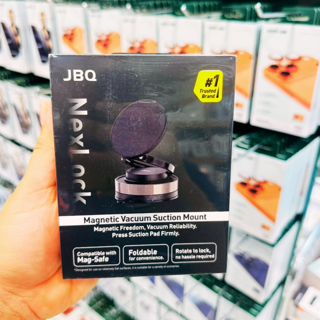 JBQ
#1
Trusted
Brand
NexLock
Magnetic Vacuum Suction Mount
Magnetic Freedom, Vacuum Reliability.
Press Suction Pad Firmly.
Compatible with
Mag-Safe
Foldable
for convenience.
Rotate to lock,
no hassle required